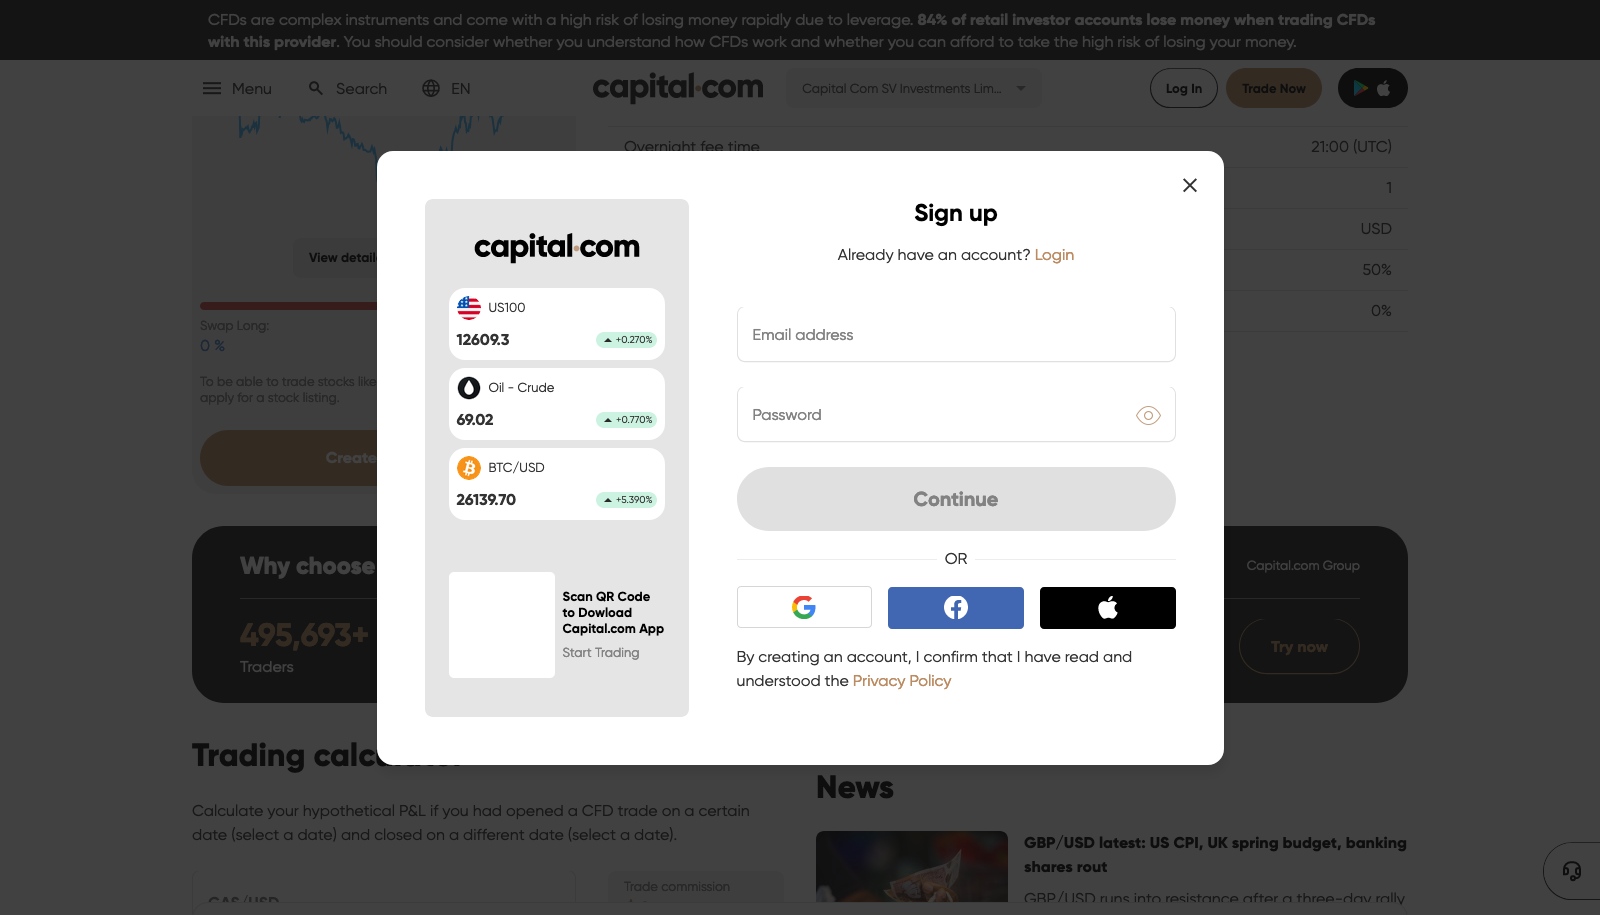 CFDs are complex instruments and come with a high risk of losing money rapidly due to leverage. 84% of retail investor accounts lose money when trading CFDs
with this provider. You should consider whether you understand how CFDs work and whether you can afford to take the high risk of losing your money.
Menu
Search
EN
capital.com
Capital Com SV Investments Lim...
Log In
Trade Now
Overnight fee time
21:00 (UTC)
1
USD
50%
0%
View
Swap Long:
0 %
To be able to trade stocks like
apply for a stock listing.
Create
Why choose
495,693+
Traders
Capital.com Group
Try now
Sign up
Already have an account? Login
capital.com
US100
12609.3
+0.270%
Oil - Crude
69.02
+0.770%
BTC/USD
26139.70
+5.390%
Scan QR Code
to Dowload
Capital.com App
Start Trading
Email address
Password
Continue
OR
By creating an account, I confirm that I have read and
understood the Privacy Policy
Trading
Calculate your hypothetical P&L if you had opened a CFD trade on a certain
date (select a date) and closed on a different date (select a date).
Trade commission
News
GBP/USD latest: US CPI, UK spring budget, banking
shares rout
GBP/USD runs into resistance after a three-day rally